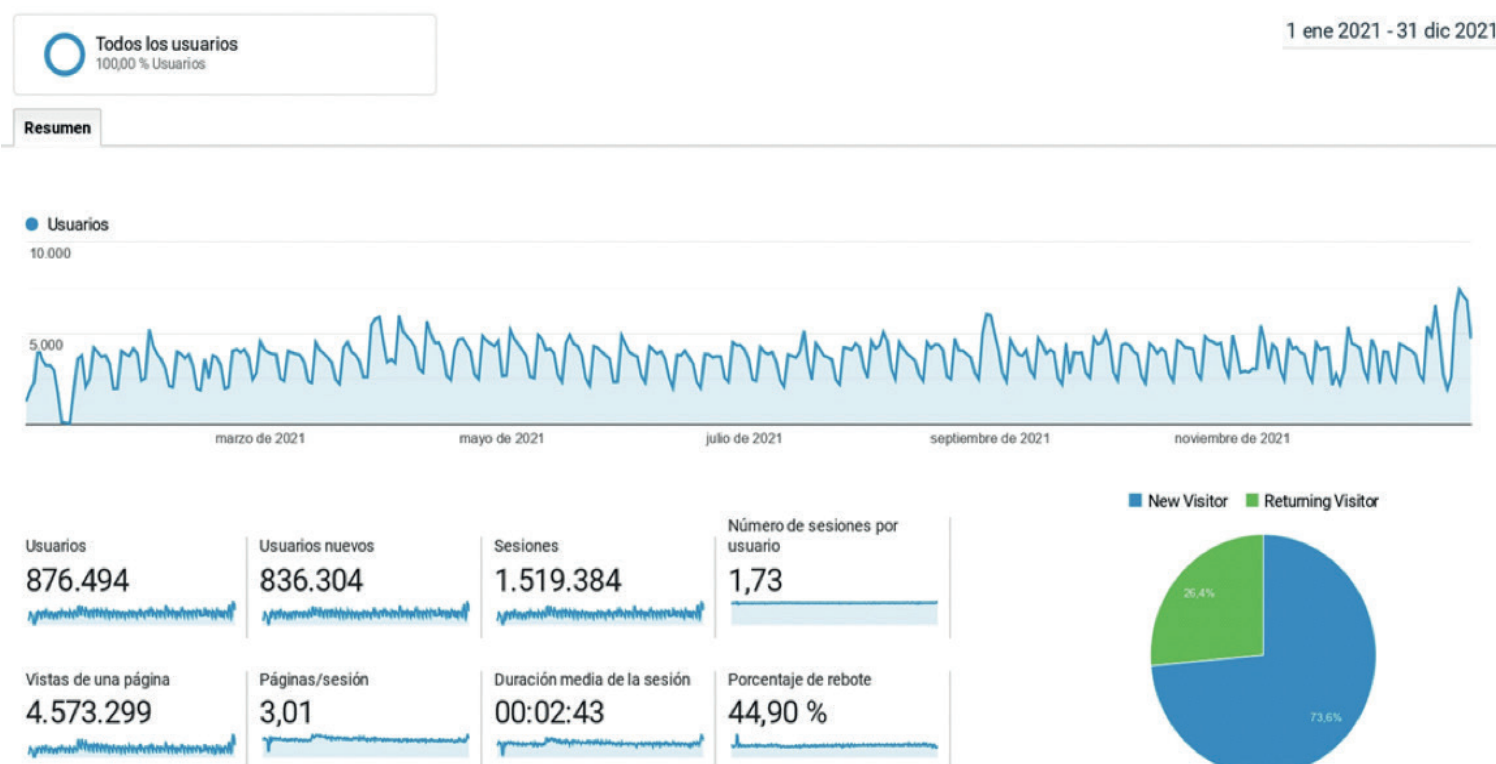 Todos los usuarios
100,00 % Usuarios
1 ene 2021 - 31 dic 2021
Resumen
Usuarios
10.000
5.000
marzo de 2021
mayo de 2021
julio de 2021
septiembre de 2021
noviembre de 2021
New Visitor
Returning Visitor
Usuarios
876.494
Usuarios nuevos
836.304
Sesiones
1.519.384
Número de sesiones por
usuario
1,73
Vistas de una página
4.573.299
Páginas/sesión
3,01
Duración media de la sesión
00:02:43
Porcentaje de rebote
44,90 %
26,4%
73,6%